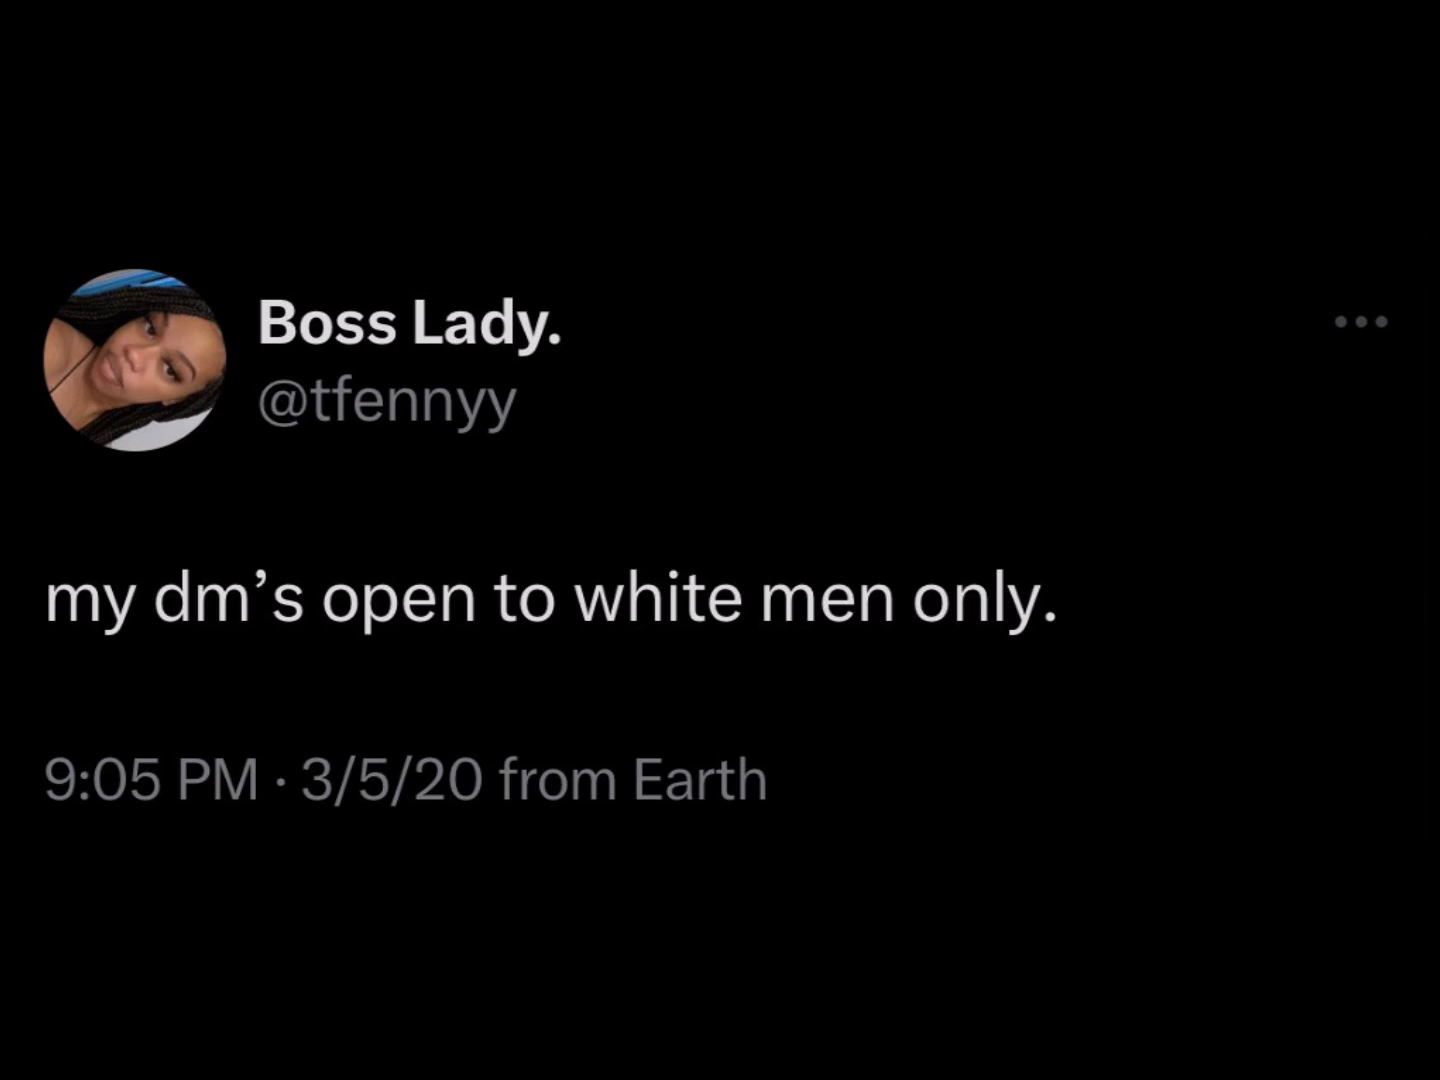 Boss Lady.
@tfennyy
my dm’s open to white men only.
9:05 PM · 3/5/20 from Earth